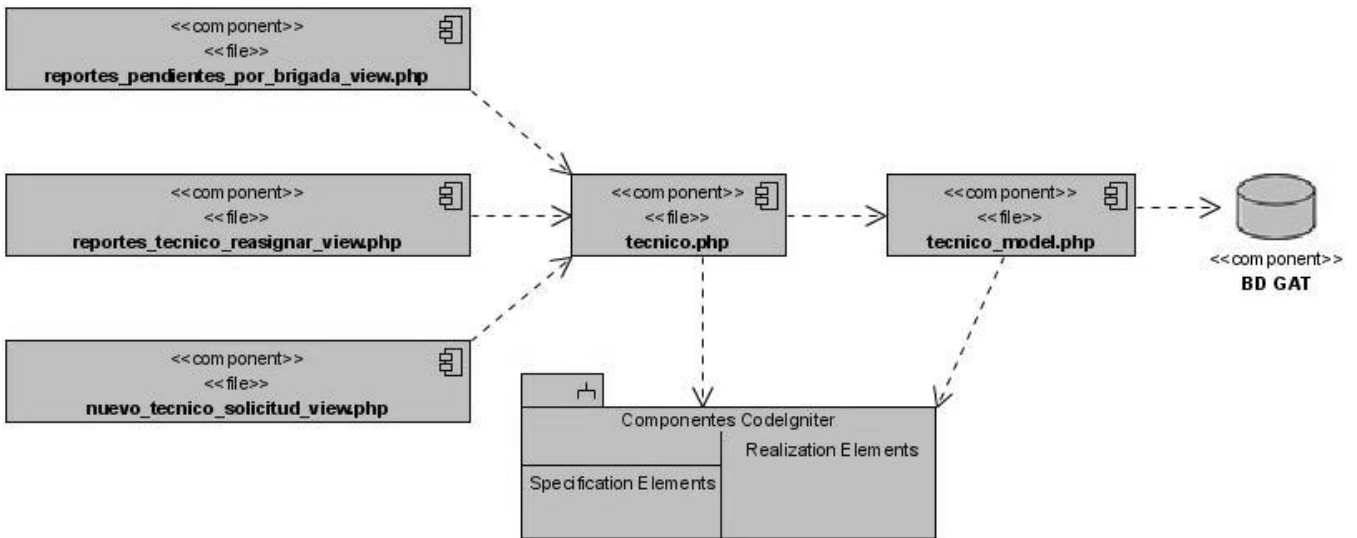 <<component>>
<<file>>
reportes_pendientes_por_brigada_view.php
<<component>>
<<file>>
reportes_tecnico_reasignar_view.php
<<component>>
<<file>>
nuevo_tecnico_solicitud_view.php
<<component>>
<<file>>
tecnico.php
<<component>>
<<file>>
tecnico_model.php
<<component>>
BD GAT
Componentes CodeIgniter
Realization Elements
Specification Elements